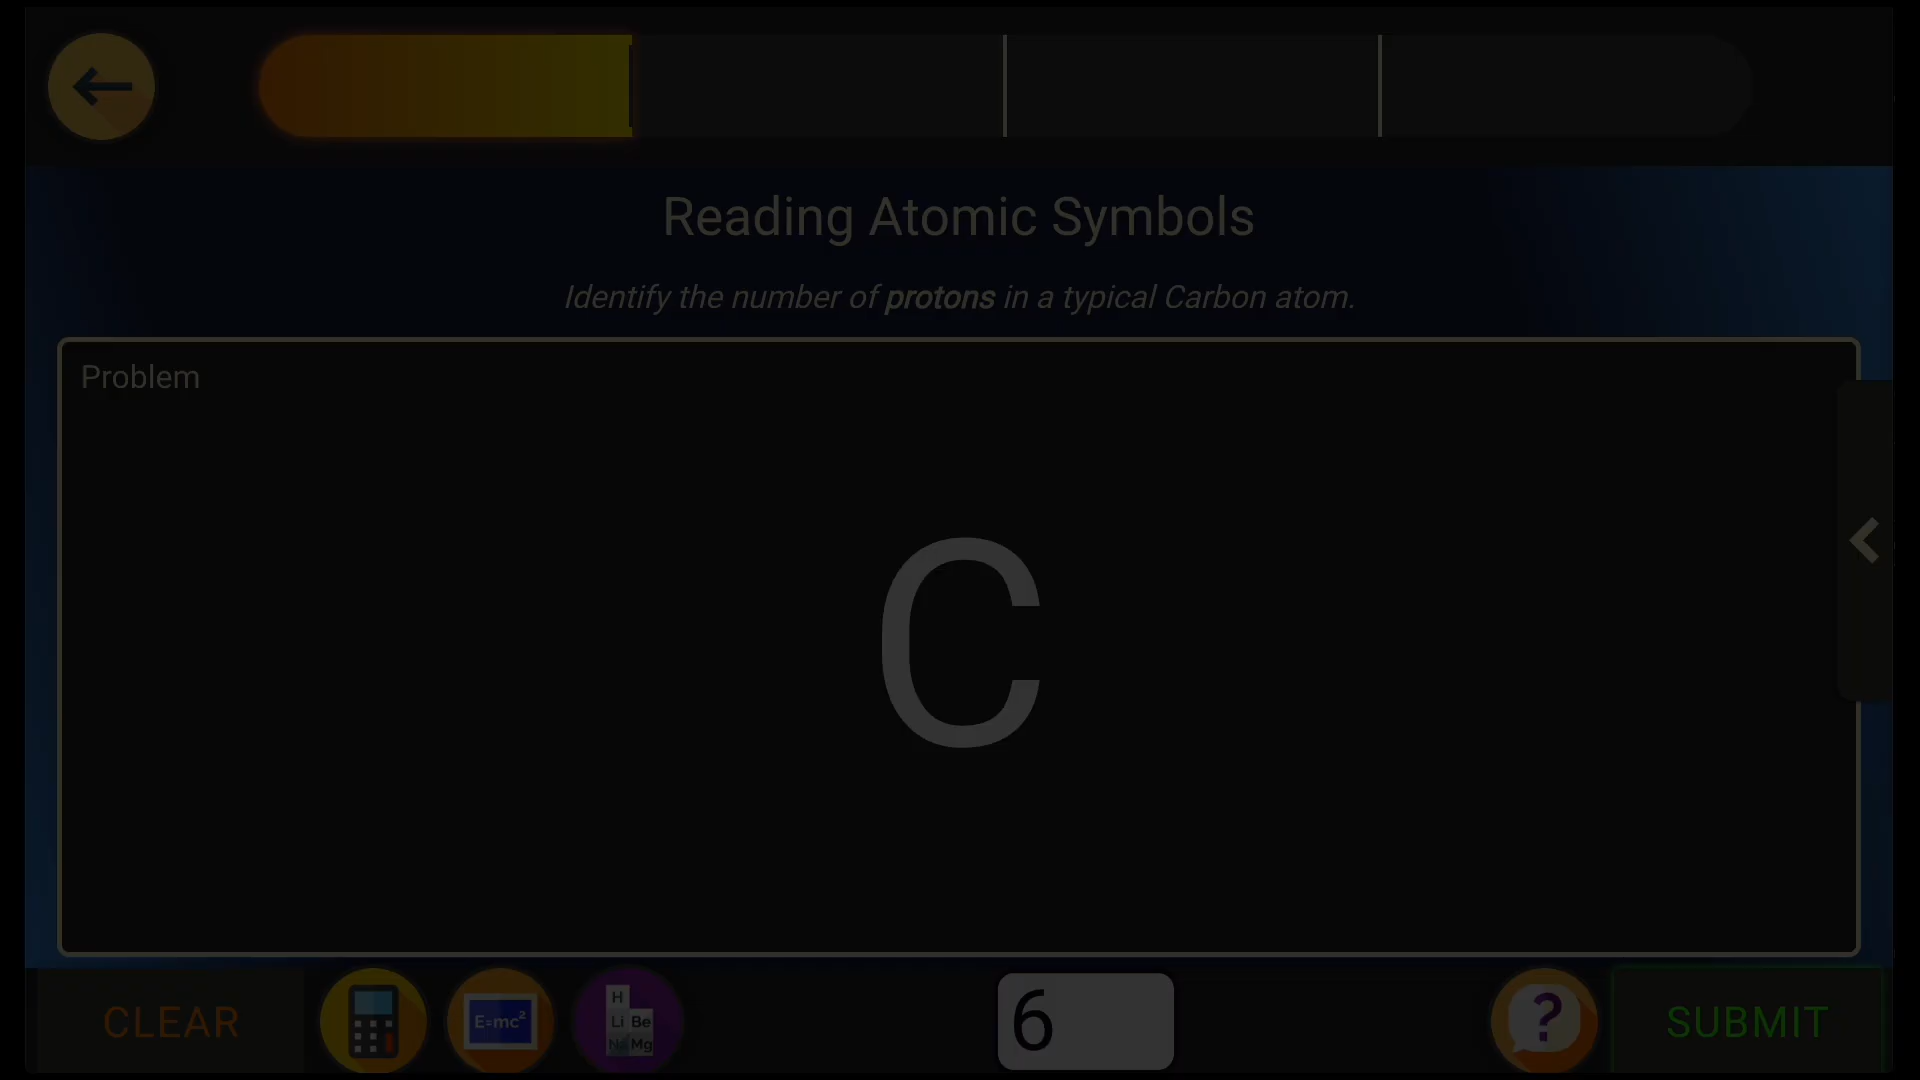 Reading Atomic Symbols
Identify the number of protons in a typical Carbon atom.
Problem
C
CLEAR
E=mc²
H
Li Be
Na Mg
6
?
SUBMIT